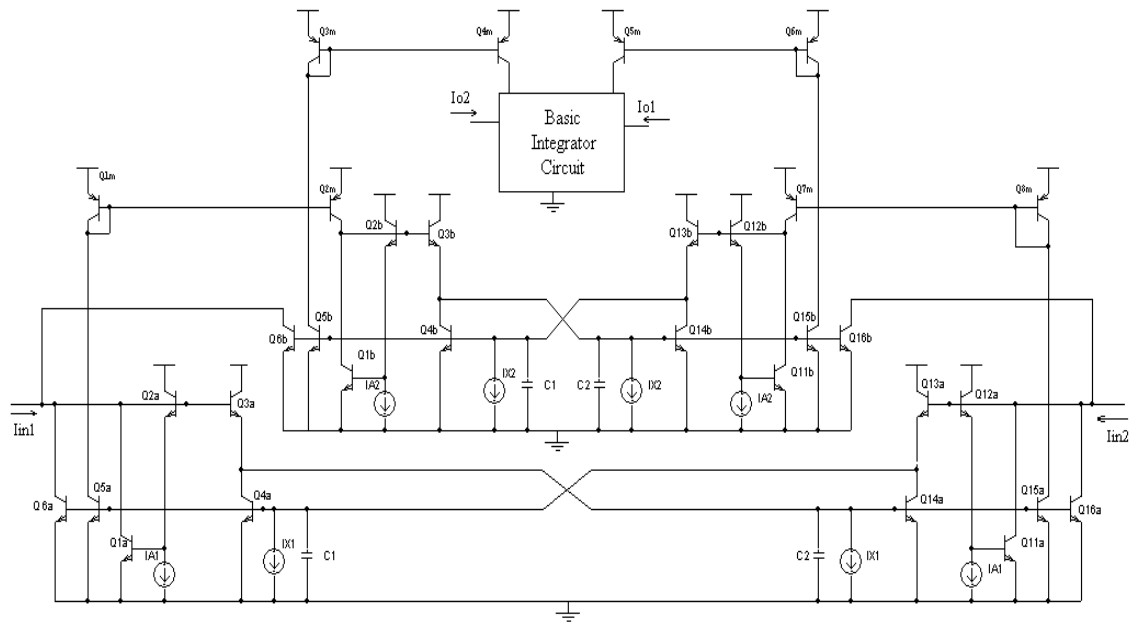 Q3m
Q4m
Q5m
Q6m
Io2
Io1
Basic
Integrator
Circuit
Q1m
Q2m
Q7m
Q8m
Q2b
Q3b
Q13b
Q12b
Q6b
Q5b
Q4b
Q14b
Q15b
Q16b
Q1b
IA2
IX2
C1
C2
IX2
IA2
Q11b
Q2a
Q3a
Q13a
Q12a
Iin1
Iin2
Q6a
Q5a
Q4a
Q14a
Q15a
Q16a
Q1a
IA1
IX1
C1
C2
IX1
IA1
Q11a